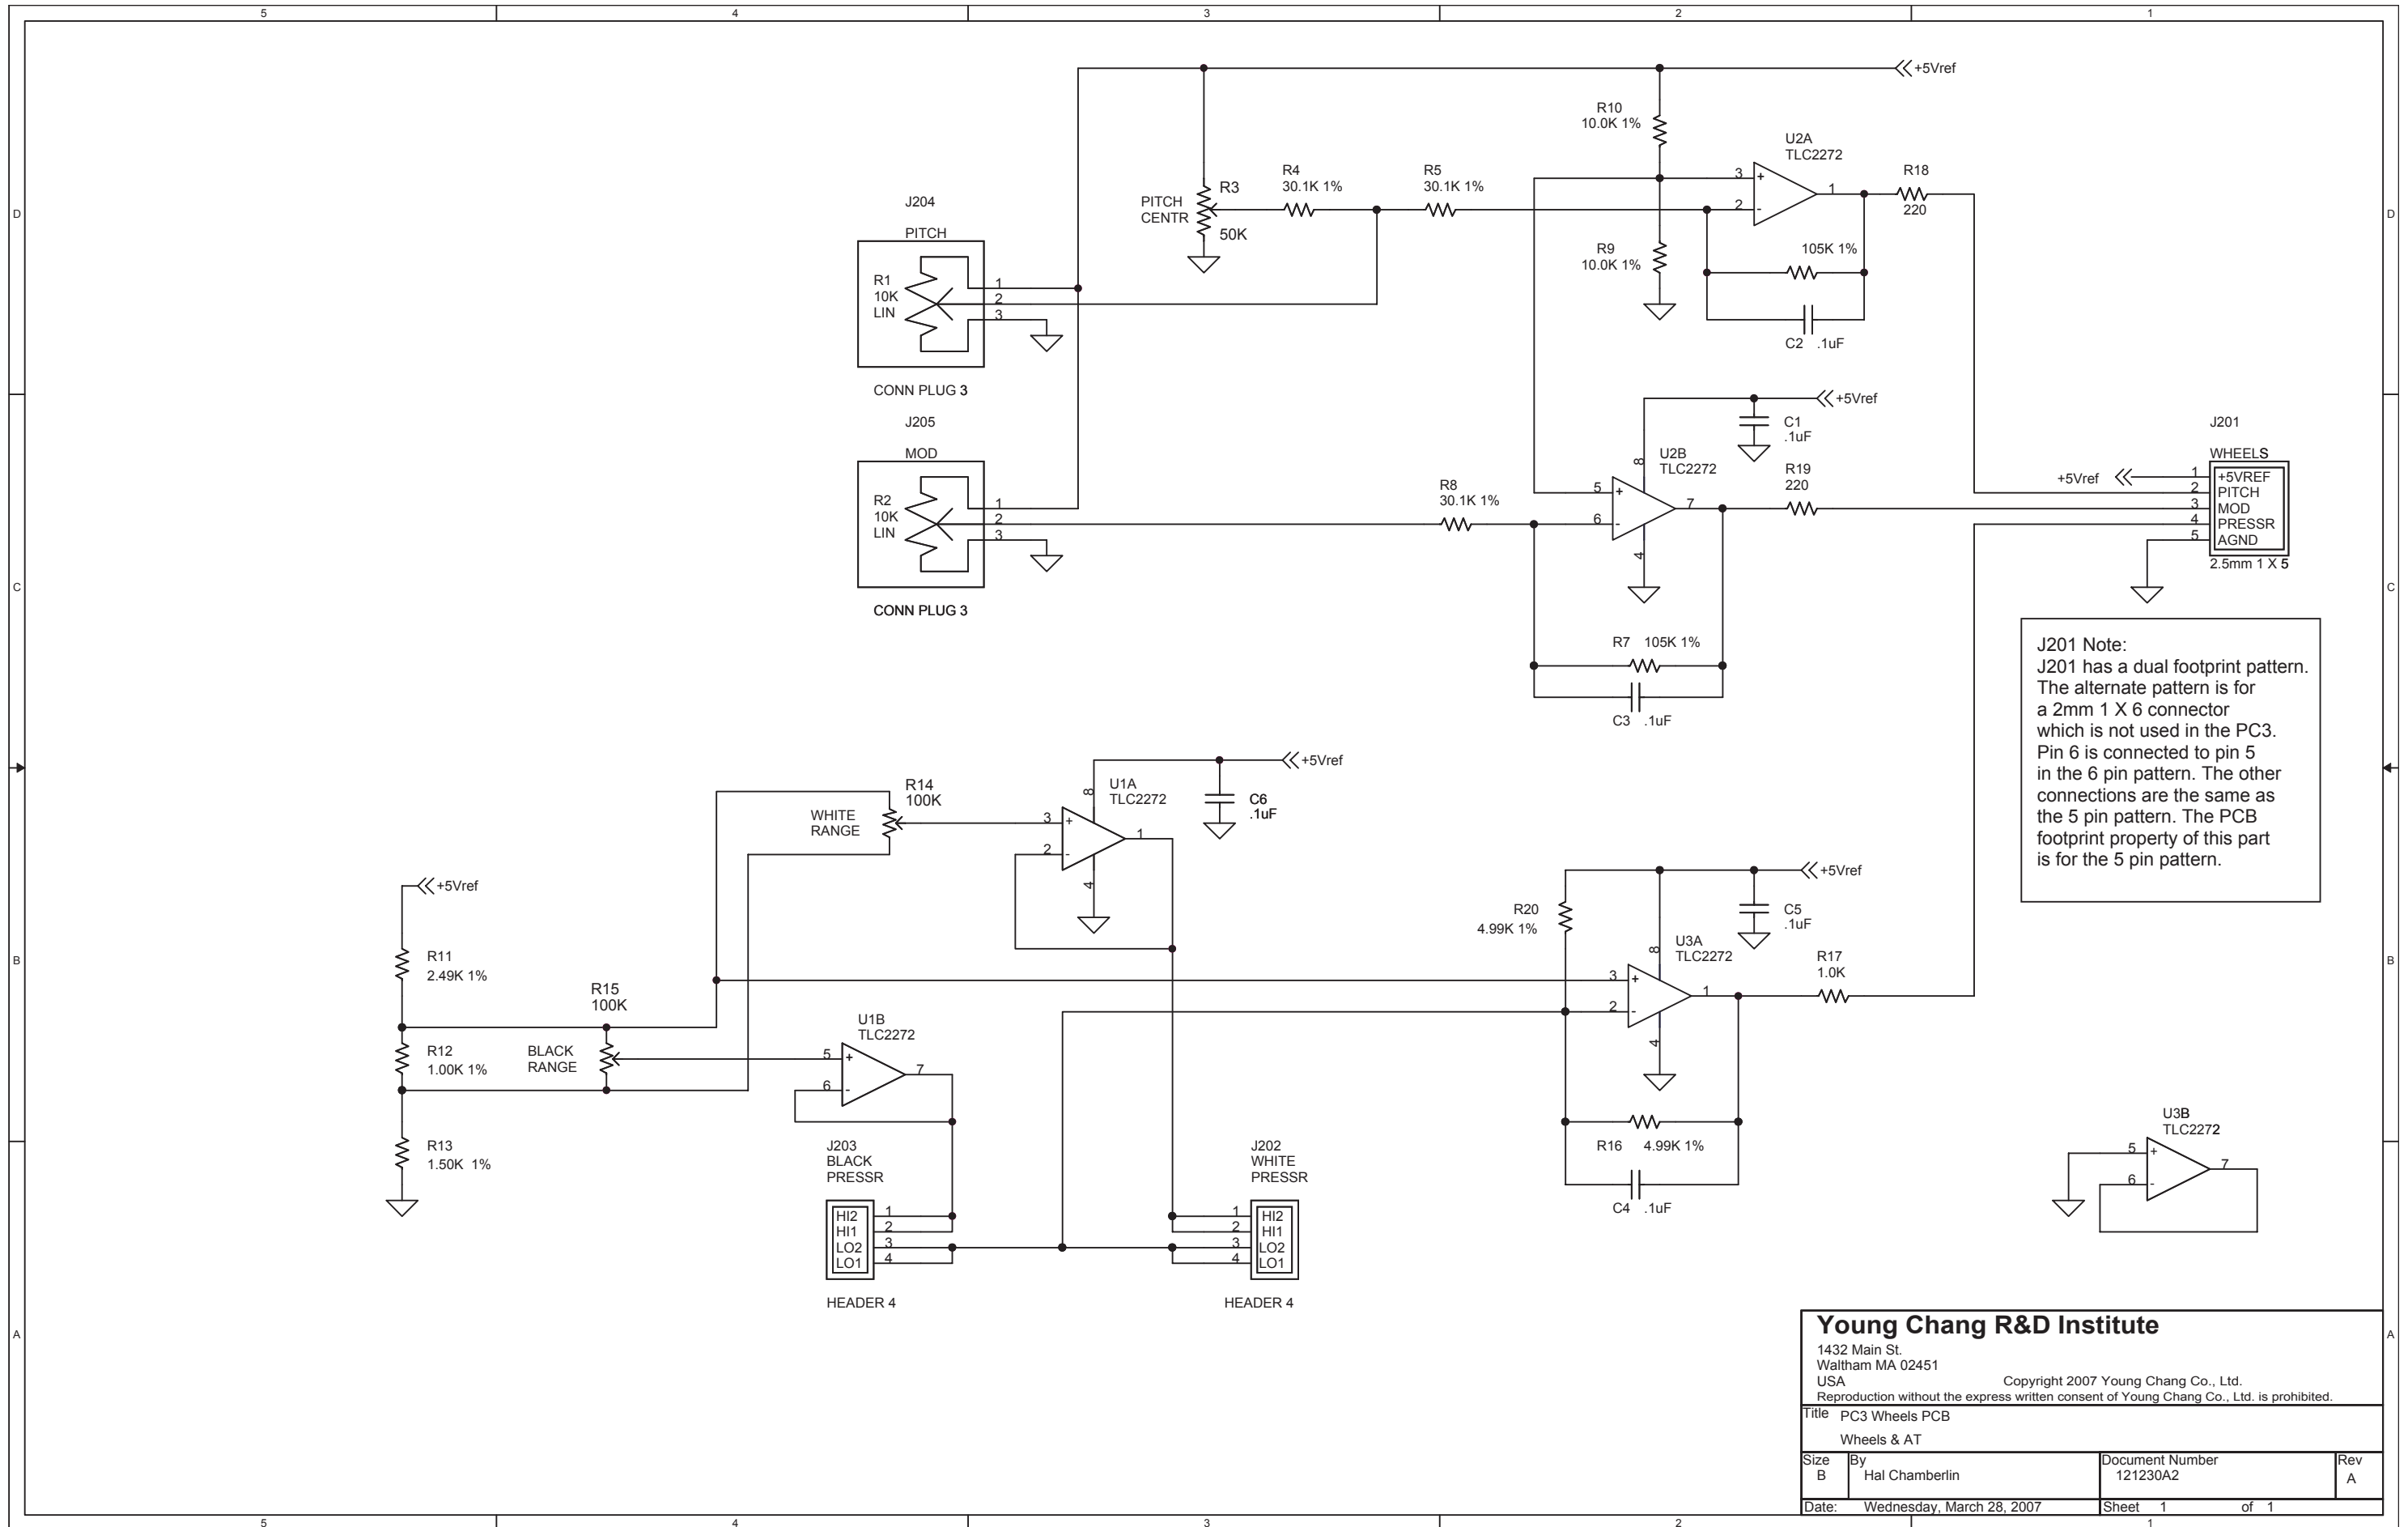 5 4 3 2 1
+5Vref
R10
10.0K 1%
U2A
TLC2272
R4
30.1K 1%
R5
30.1K 1%
R18
220
3
+
1
2
-
R3
PITCH
CENTR
50K
D
D
J204
PITCH
R1
10K
LIN
1
2
3
CONN PLUG 3
R9
10.0K 1%
105K 1%
C2 .1uF
J205
MOD
R2
10K
LIN
1
2
3
CONN PLUG 3
+5Vref
C1
.1uF
U2B
TLC2272
8
R8
30.1K 1%
R19
220
5
+
7
6
-
4
R7 105K 1%
C3 .1uF
J201
WHEELS
+5Vref
1 +5VREF
2 PITCH
3 MOD
4 PRESSR
5 AGND
2.5mm 1 X 5
C
C
J201 Note:
J201 has a dual footprint pattern.
The alternate pattern is for
a 2mm 1 X 6 connector
which is not used in the PC3.
Pin 6 is connected to pin 5
in the 6 pin pattern. The other
connections are the same as
the 5 pin pattern. The PCB
footprint property of this part
is for the 5 pin pattern.
+5Vref
R14
100K
WHITE
RANGE
U1A
TLC2272
8
3
+
1
2
-
4
C6
.1uF
+5Vref
R11
2.49K 1%
R15
100K
R12
1.00K 1%
BLACK
RANGE
R13
1.50K 1%
U1B
TLC2272
5
+
7
6
-
+5Vref
R20
4.99K 1%
C5
.1uF
U3A
TLC2272
8
R17
1.0K
3
+
1
2
-
4
R16 4.99K 1%
C4 .1uF
B
B
J203
BLACK
PRESSR
HI2 1
HI1 2
LO2 3
LO1 4
HEADER 4
J202
WHITE
PRESSR
1 HI2
2 HI1
3 LO2
4 LO1
HEADER 4
U3B
TLC2272
5
+
7
6
-
A
A
Young Chang R&D Institute
1432 Main St.
Waltham MA 02451
USA Copyright 2007 Young Chang Co., Ltd.
Reproduction without the express written consent of Young Chang Co., Ltd. is prohibited.
Title PC3 Wheels PCB
Wheels & AT
Size By Document Number Rev
B Hal Chamberlin 121230A2 A
Date: Wednesday, March 28, 2007 Sheet 1 of 1
5 4 3 2 1